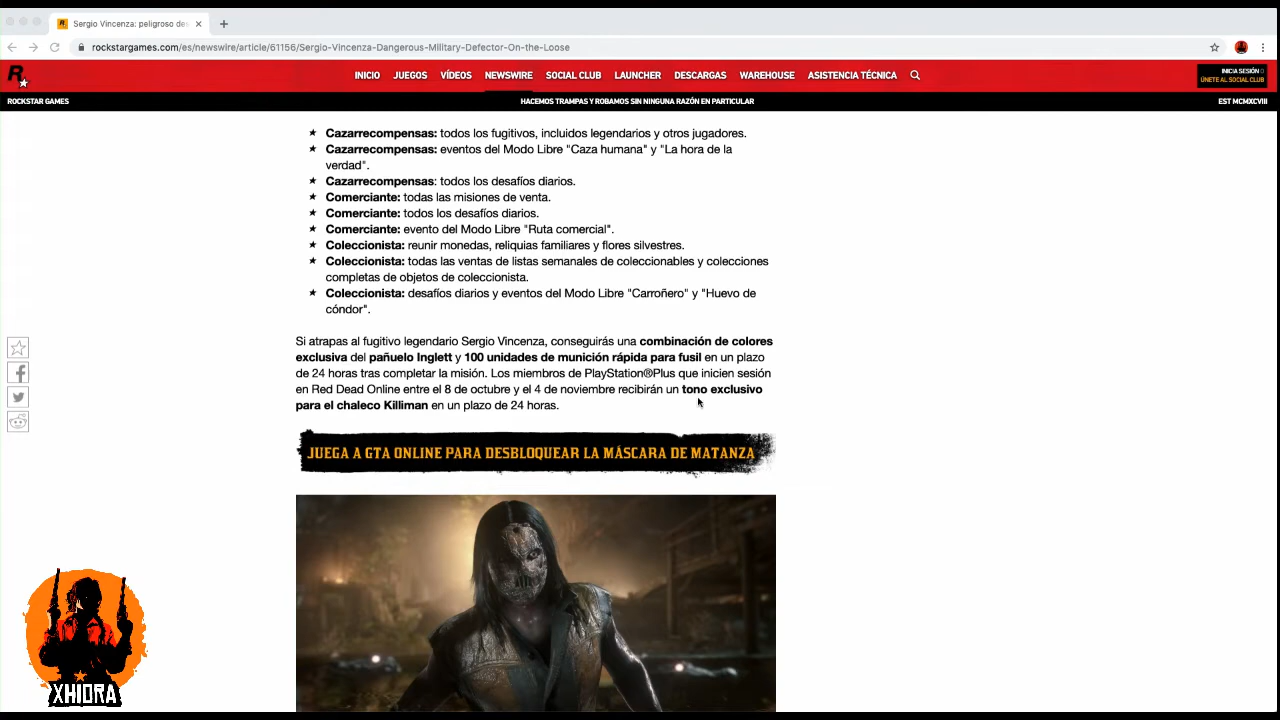 Sergio Vincenza: peligroso de
rockstargames.com/es/newswire/article/61156/Sergio-Vincenza-Dangerous-Military-Defector-On-the-Loose
INICIO JUEGOS VÍDEOS NEWSWIRE SOCIAL CLUB LAUNCHER DESCARGAS WAREHOUSE ASISTENCIA TÉCNICA
INICIA SESIÓN O
ÚNETE AL SOCIAL CLUB
ROCKSTAR GAMES
HACEMOS TRAMPAS Y ROBAMOS SIN NINGUNA RAZÓN EN PARTICULAR
EST MCMXCVIII
★ Cazarrecompensas: todos los fugitivos, incluidos legendarios y otros jugadores.
★ Cazarrecompensas: eventos del Modo Libre "Caza humana" y "La hora de la
verdad".
★ Cazarrecompensas: todos los desafíos diarios.
★ Comerciante: todas las misiones de venta.
★ Comerciante: todos los desafíos diarios.
★ Comerciante: evento del Modo Libre "Ruta comercial".
★ Coleccionista: reunir monedas, reliquias familiares y flores silvestres.
★ Coleccionista: todas las ventas de listas semanales de coleccionables y colecciones
completas de objetos de coleccionista.
★ Coleccionista: desafíos diarios y eventos del Modo Libre "Carroñero" y "Huevo de
cóndor".
Si atrapas al fugitivo legendario Sergio Vincenza, conseguirás una combinación de colores
exclusiva del pañuelo Inglett y 100 unidades de munición rápida para fusil en un plazo
de 24 horas tras completar la misión. Los miembros de PlayStation®Plus que inicien sesión
en Red Dead Online entre el 8 de octubre y el 4 de noviembre recibirán un tono exclusivo
para el chaleco Killiman en un plazo de 24 horas.
JUEGA A GTA ONLINE PARA DESBLOQUEAR LA MÁSCARA DE MATANZA
XHIDRA